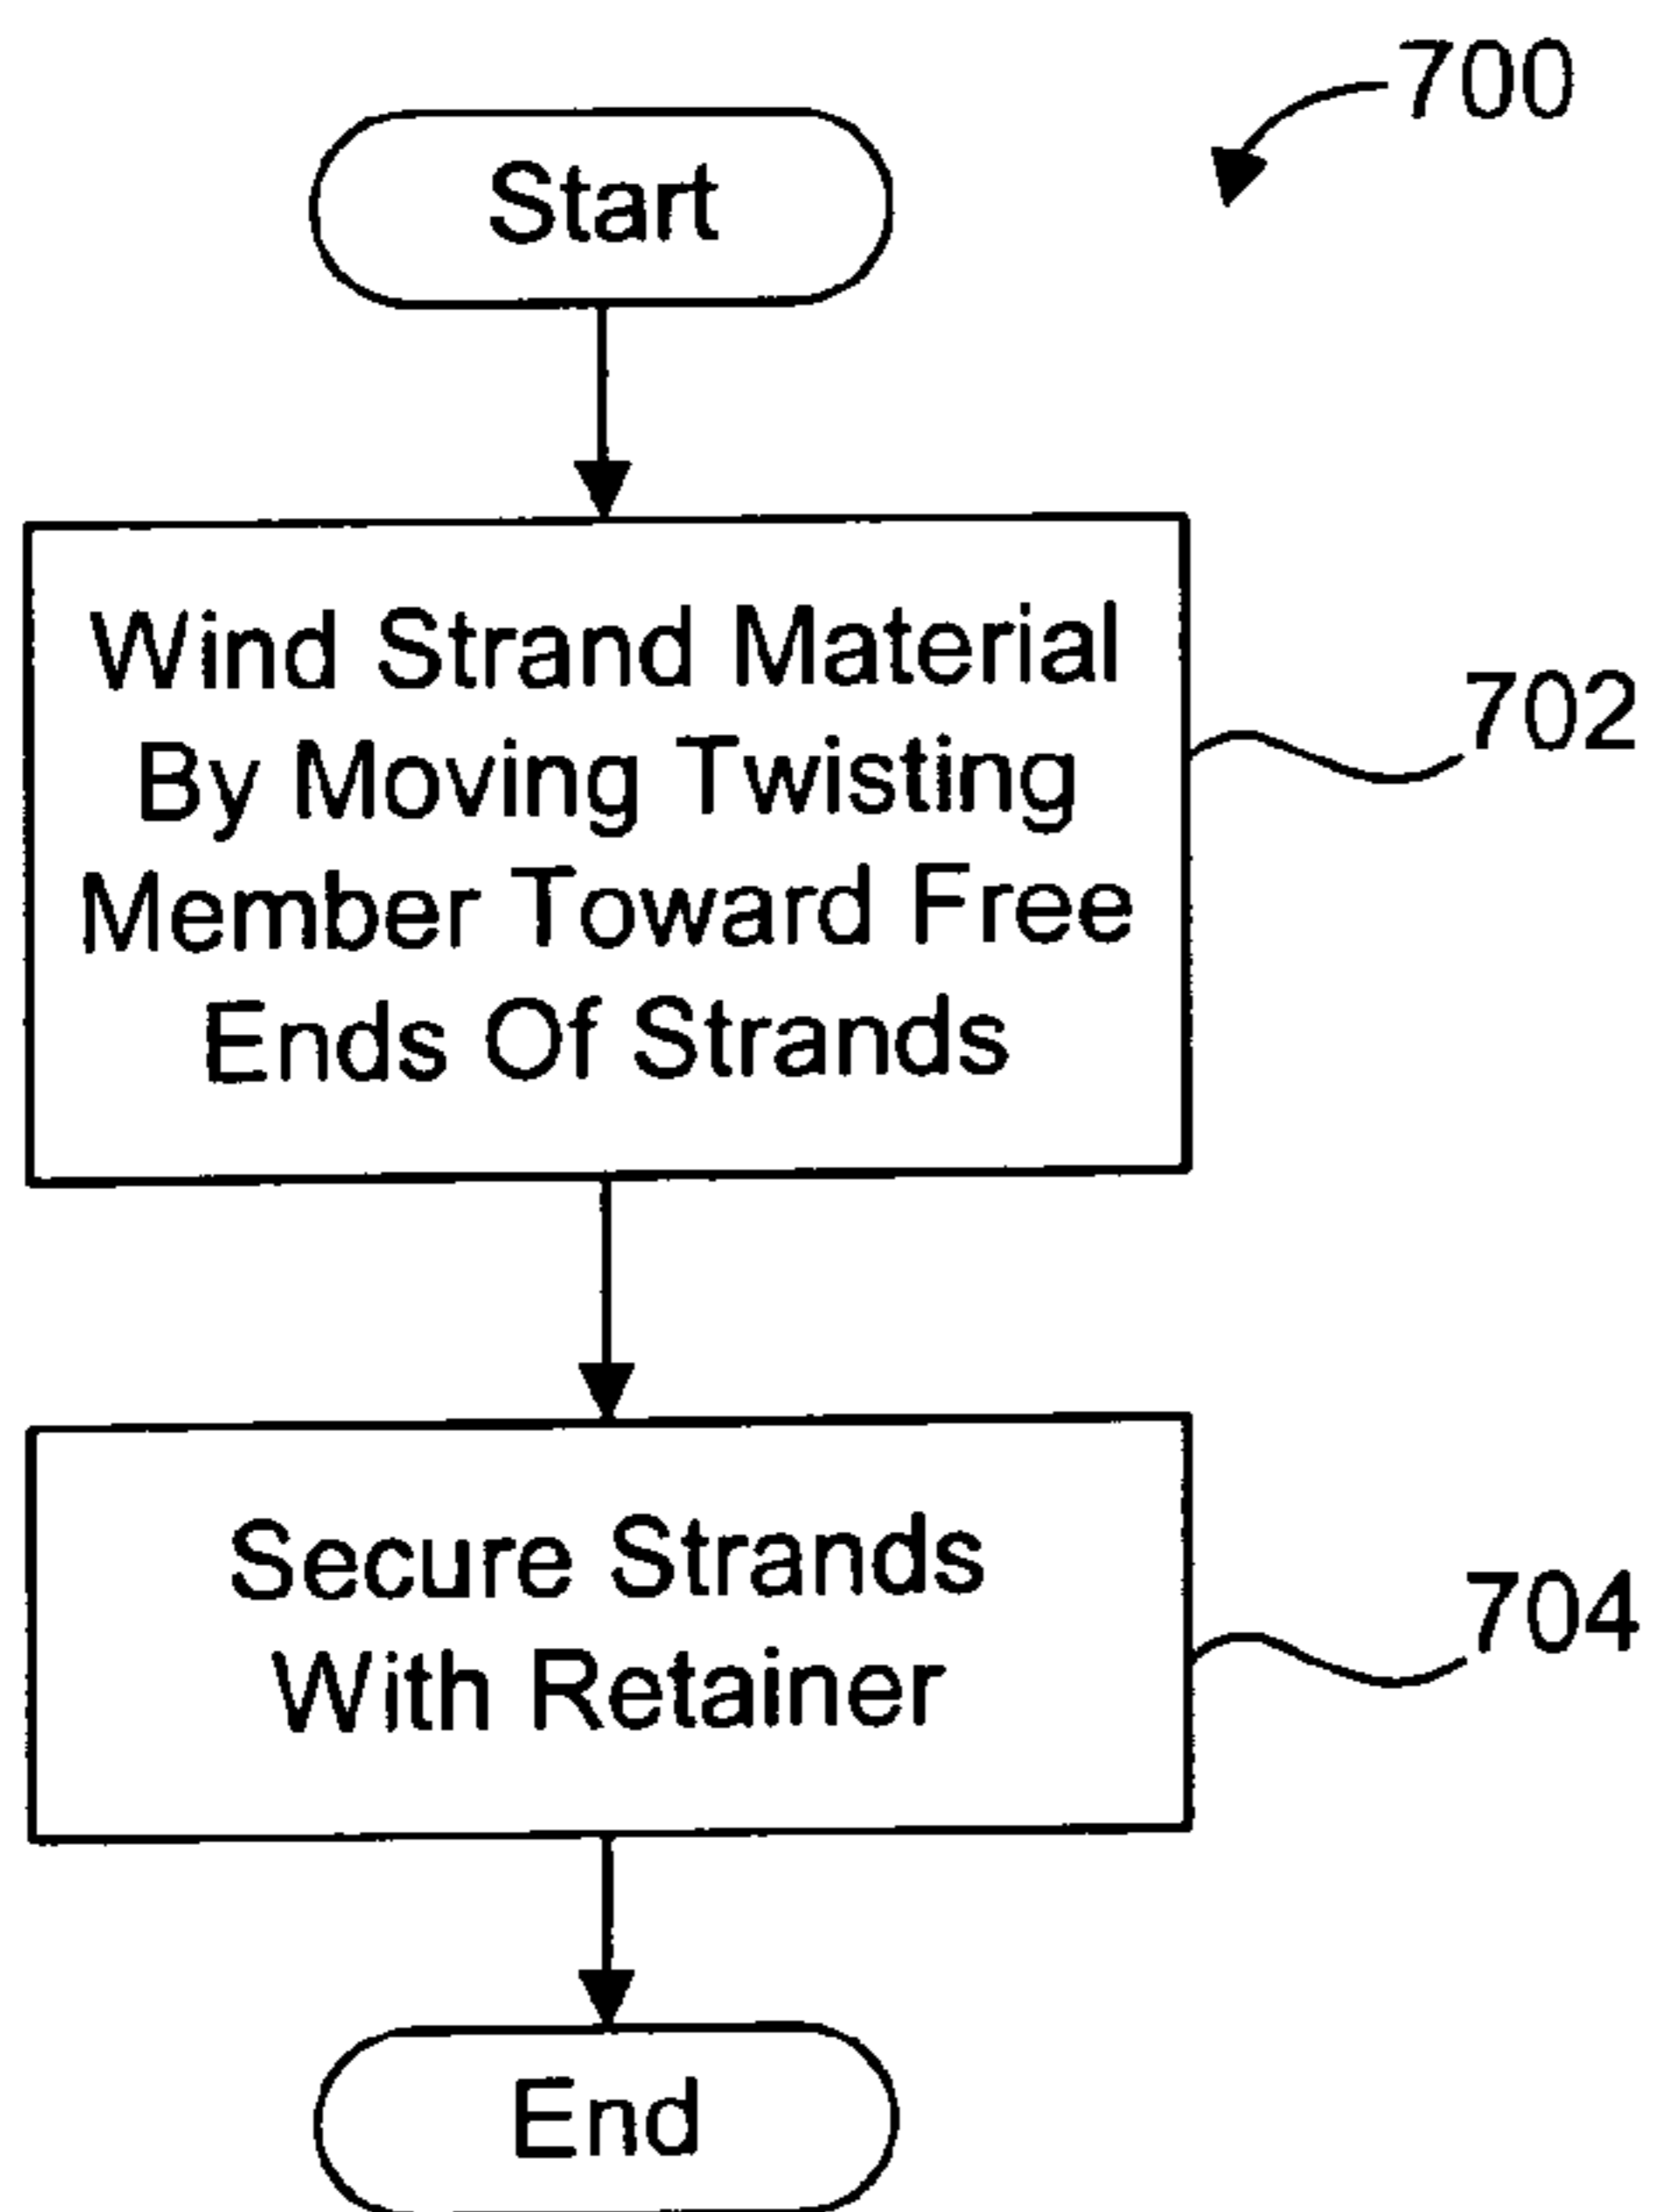 700
Start
Wind Strand Material
By Moving Twisting
Member Toward Free
Ends Of Strands
702
Secure Strands
With Retainer
704
End